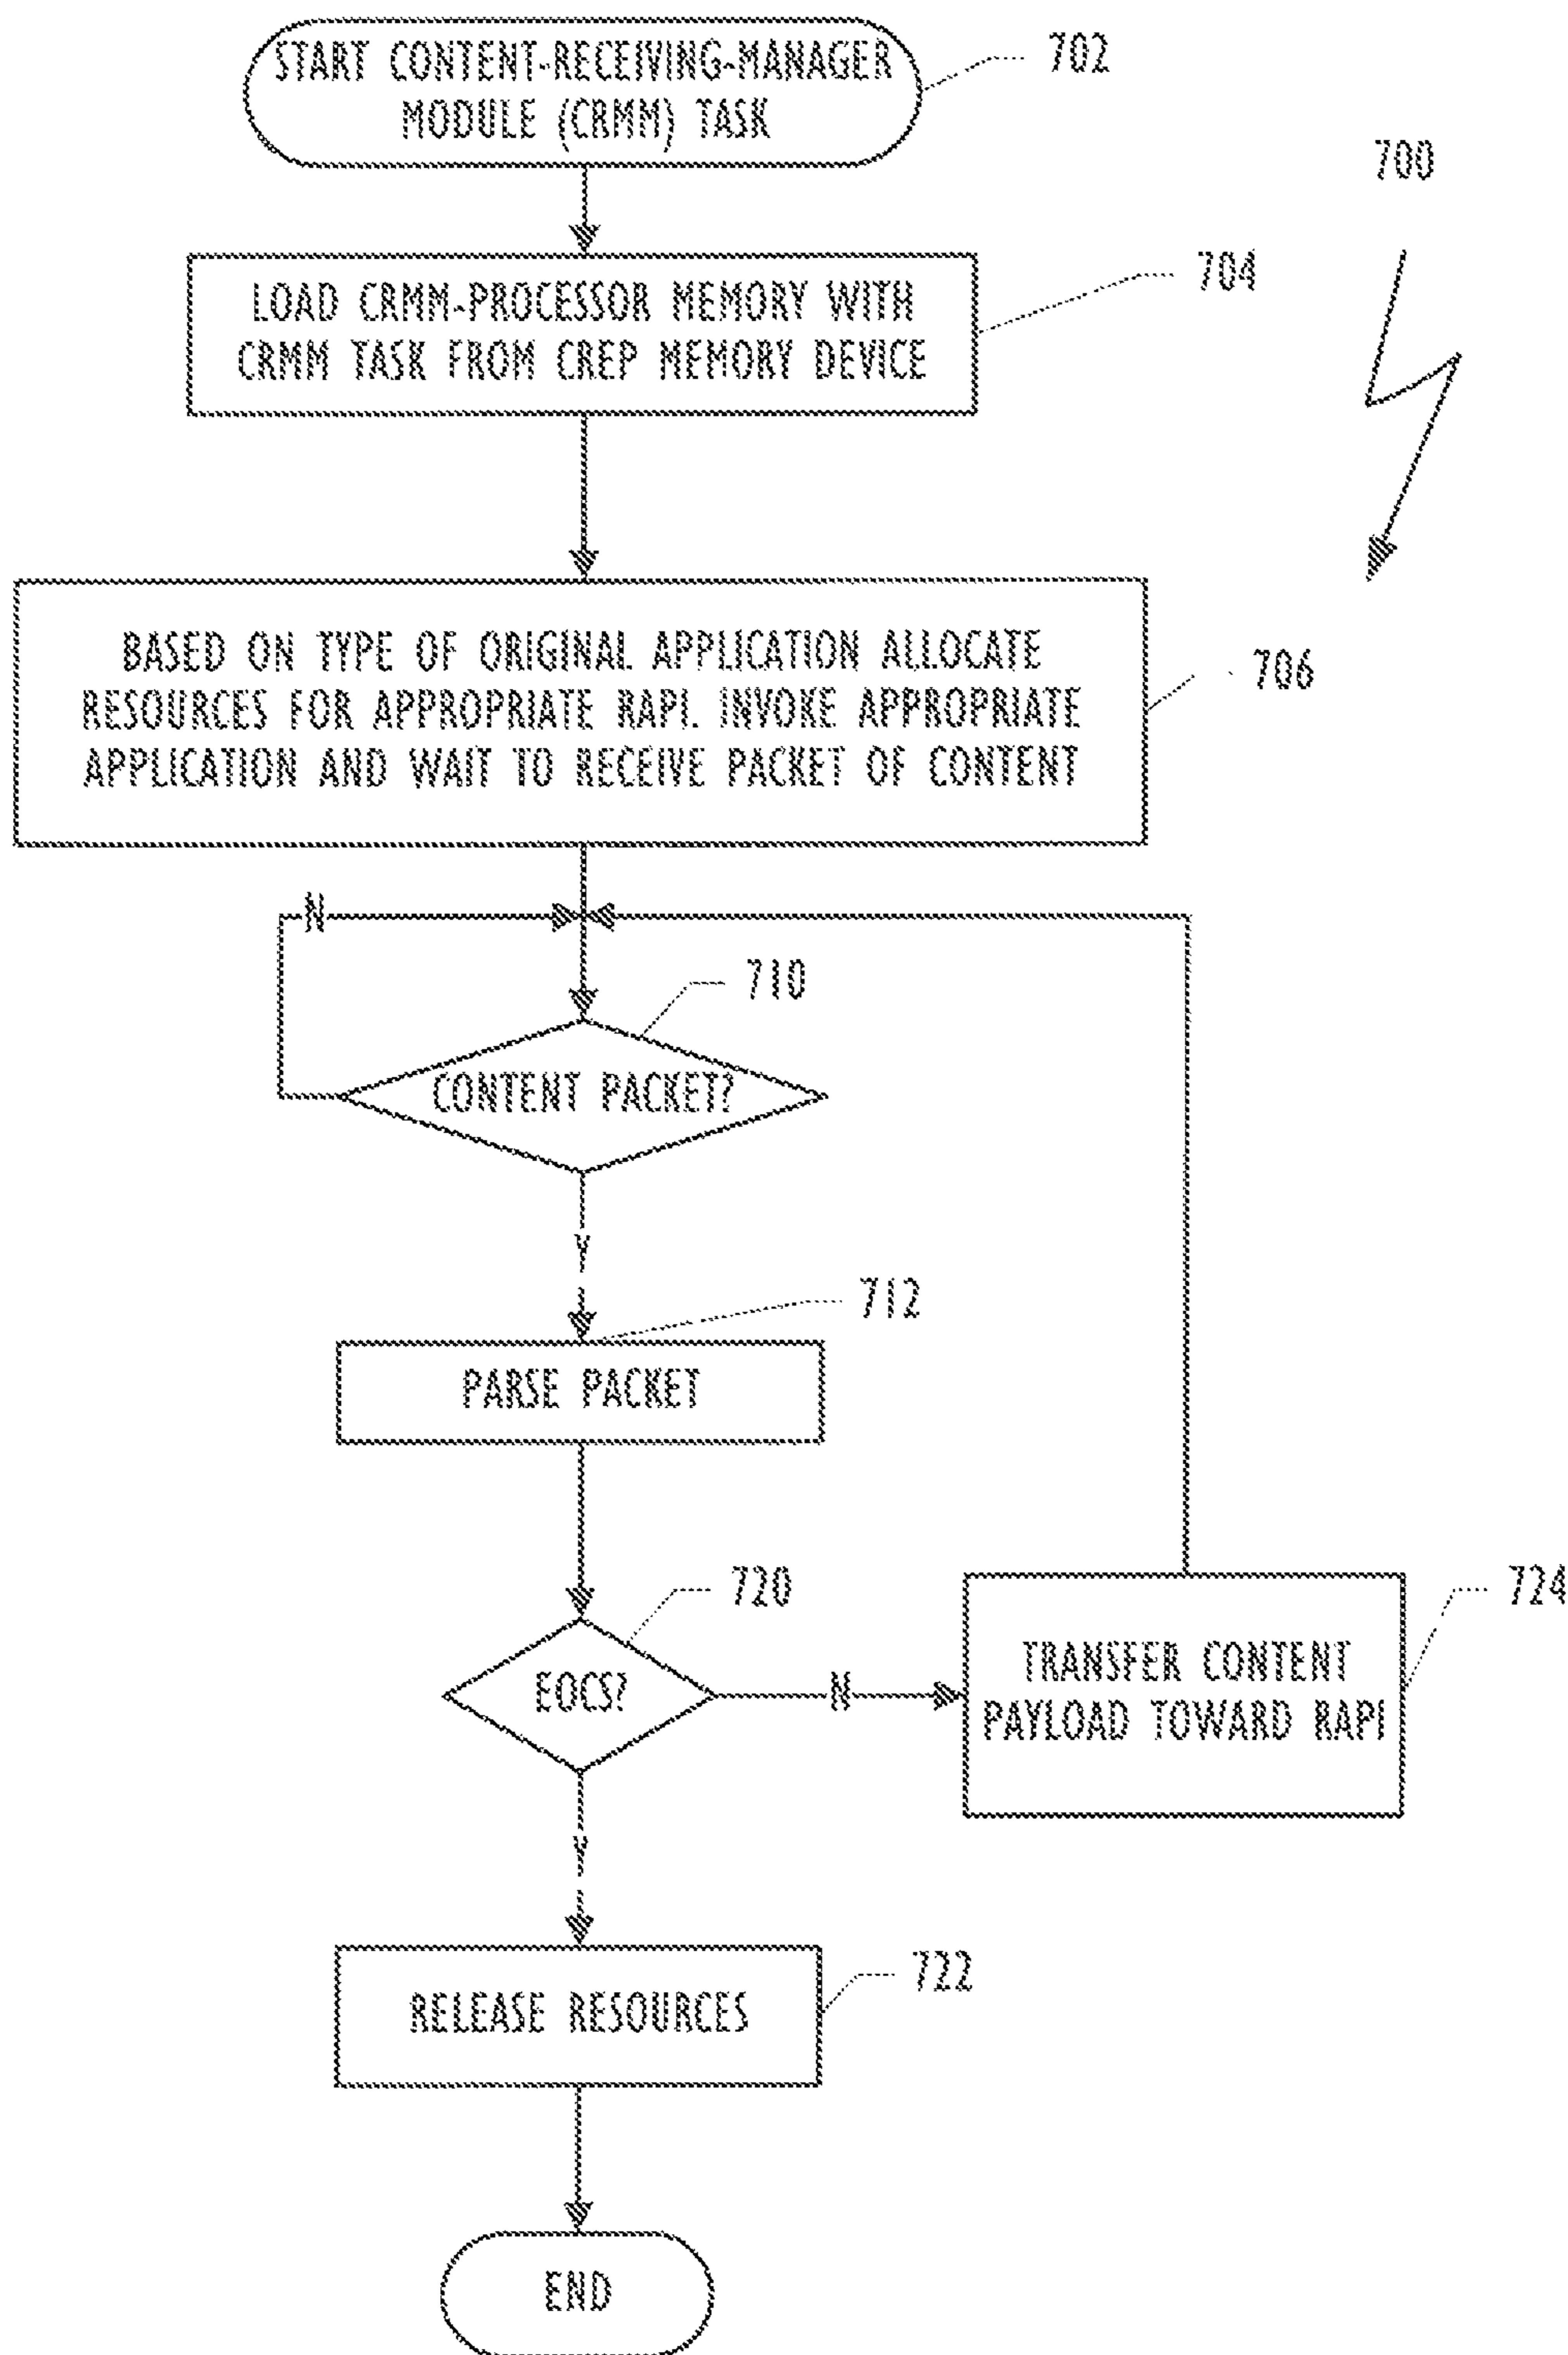 START CONTENT-RECEIVING-MANAGER
MODULE (CRMM) TASK
702
700
LOAD CRMM-PROCESSOR MEMORY WITH
CRMM TASK FROM CREP MEMORY DEVICE
704
BASED ON TYPE OF ORIGINAL APPLICATION ALLOCATE
RESOURCES FOR APPROPRIATE RAPI. INVOKE APPROPRIATE
APPLICATION AND WAIT TO RECEIVE PACKET OF CONTENT
706
N
710
CONTENT PACKET?
Y
712
PARSE PACKET
720
EOCS?
N
724
TRANSFER CONTENT
PAYLOAD TOWARD RAPI
Y
722
RELEASE RESOURCES
END